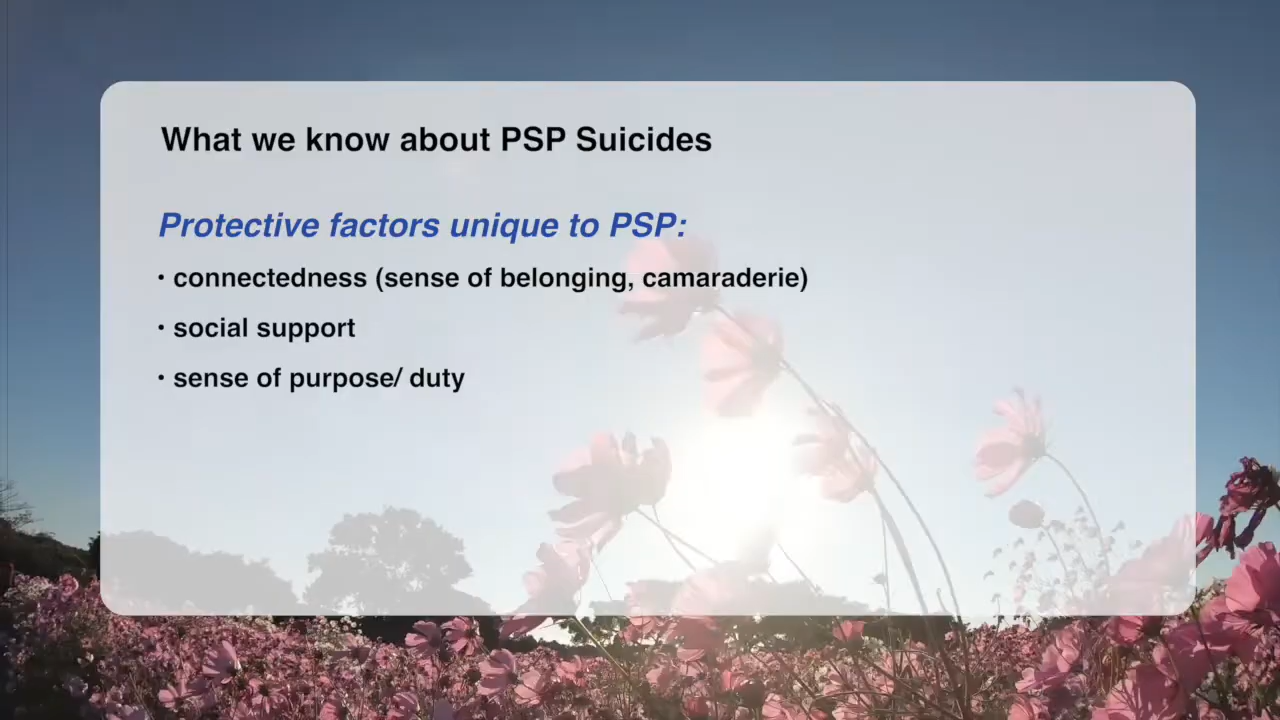 What we know about PSP Suicides
Protective factors unique to PSP:
• connectedness (sense of belonging, camaraderie)
• social support
• sense of purpose/ duty